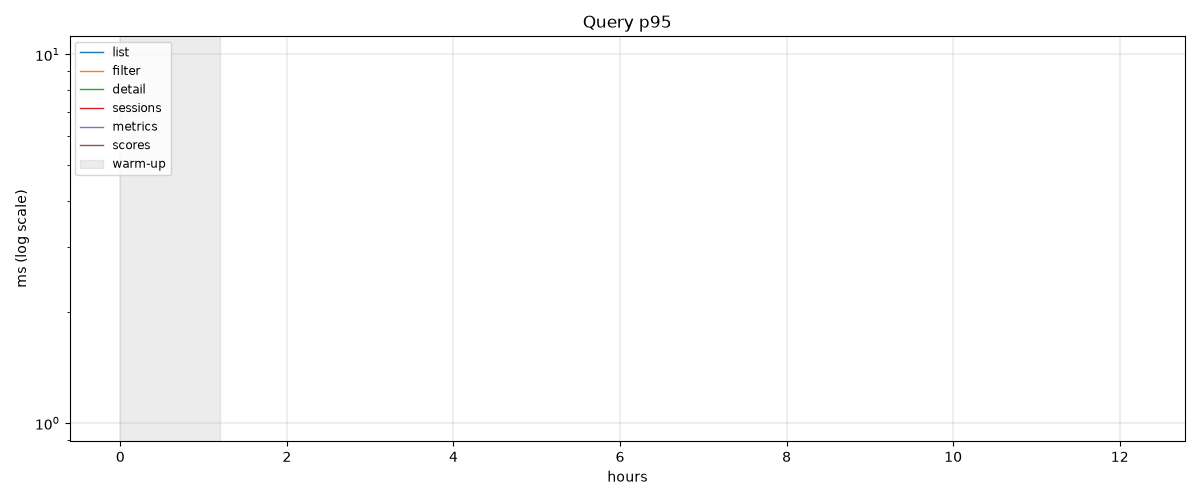 Query p95
list
filter
detail
sessions
metrics
scores
warm-up
ms (log scale)
10¹
10⁰
0 2 4 6 8 10 12
hours